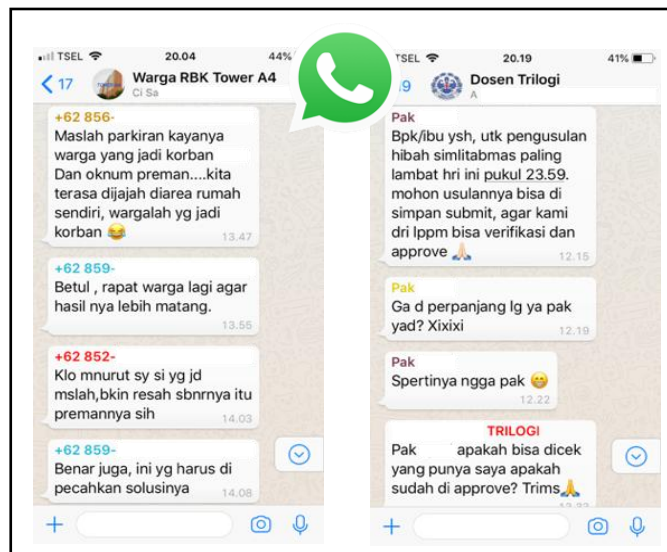 TSEL 20.04 44%
17 Warga RBK Tower A4
Ci Sa
+62 856-
Maslah parkiran kayanya
warga yang jadi korban
Dan oknum preman....kita
terasa dijajah diarea rumah
sendiri, wargalah yg jadi
korban 😂 13.47
+62 859-
Betul , rapat warga lagi agar
hasil nya lebih matang.
13.55
+62 852-
Klo mnurut sy si yg jd
mslah,bkin resah sbnrnya itu
premannya sih 14.03
+62 859-
Benar juga, ini yg harus di
pecahkan solusinya 14.08
TSEL 20.19 41%
9 Dosen Trilogi
A
Pak
Bpk/ibu ysh, utk pengusulan
hibah simlitabmas paling
lambat hri ini pukul 23.59.
mohon usulannya bisa di
simpan submit, agar kami
dri lppm bisa verifikasi dan
approve 🙏🏻 12.15
Pak
Ga d perpanjang lg ya pak
yad? Xixixi 12.19
Pak
Spertinya ngga pak 😁
12.22
TRILOGI
Pak apakah bisa dicek
yang punya saya apakah
sudah di approve? Trims🙏